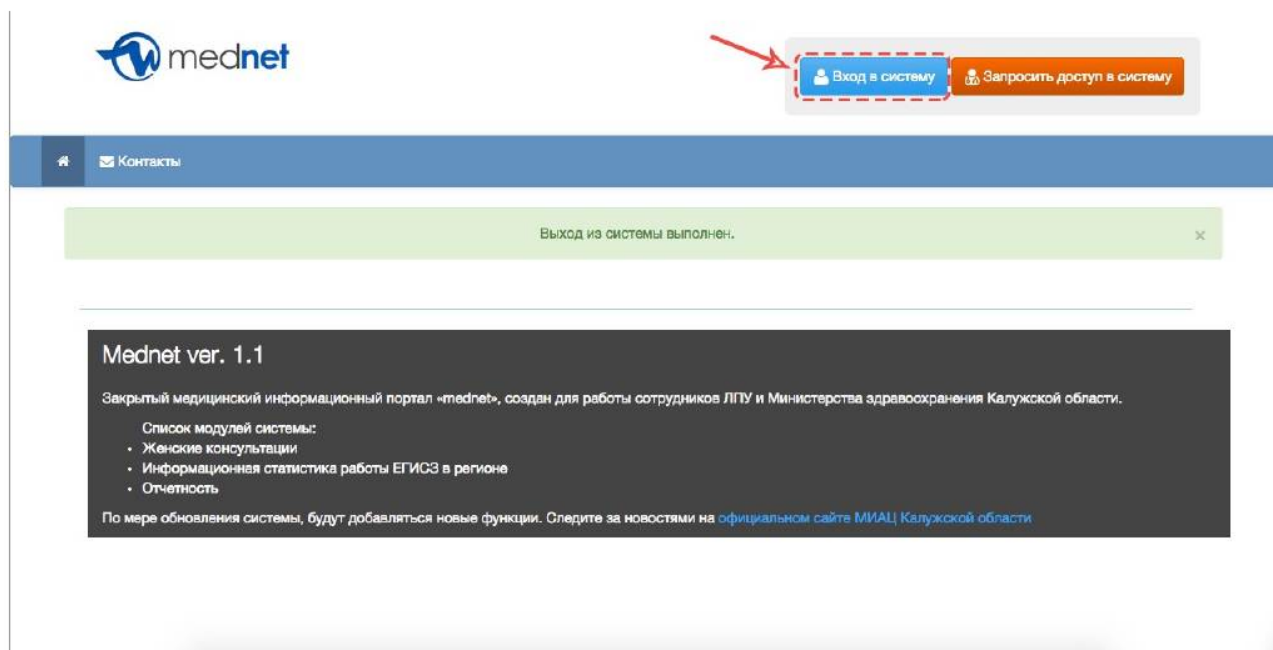 mednet
Вход в систему
Запросить доступ в систему
Контакты
Выход из системы выполнен.
×
Mednet ver. 1.1
Закрытый медицинский информационный портал «mednet», создан для работы сотрудников ЛПУ и Министерства здравоохранения Калужской области.
Список модулей системы:
• Женские консультации
• Информационная статистика работы ЕГИСЗ в регионе
• Отчетность
По мере обновления системы, будут добавляться новые функции. Следите за новостями на официальном сайте МИАЦ Калужской области